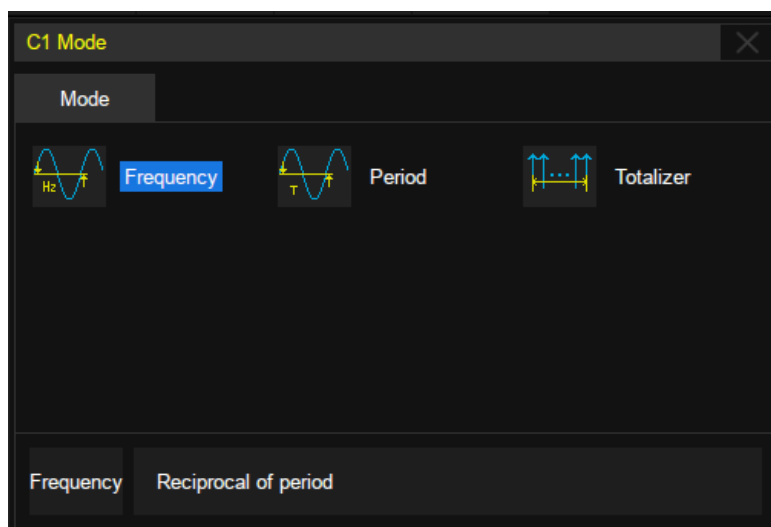 C1 Mode
Mode
Hz
Frequency
T
Period
Totalizer
Frequency
Reciprocal of period